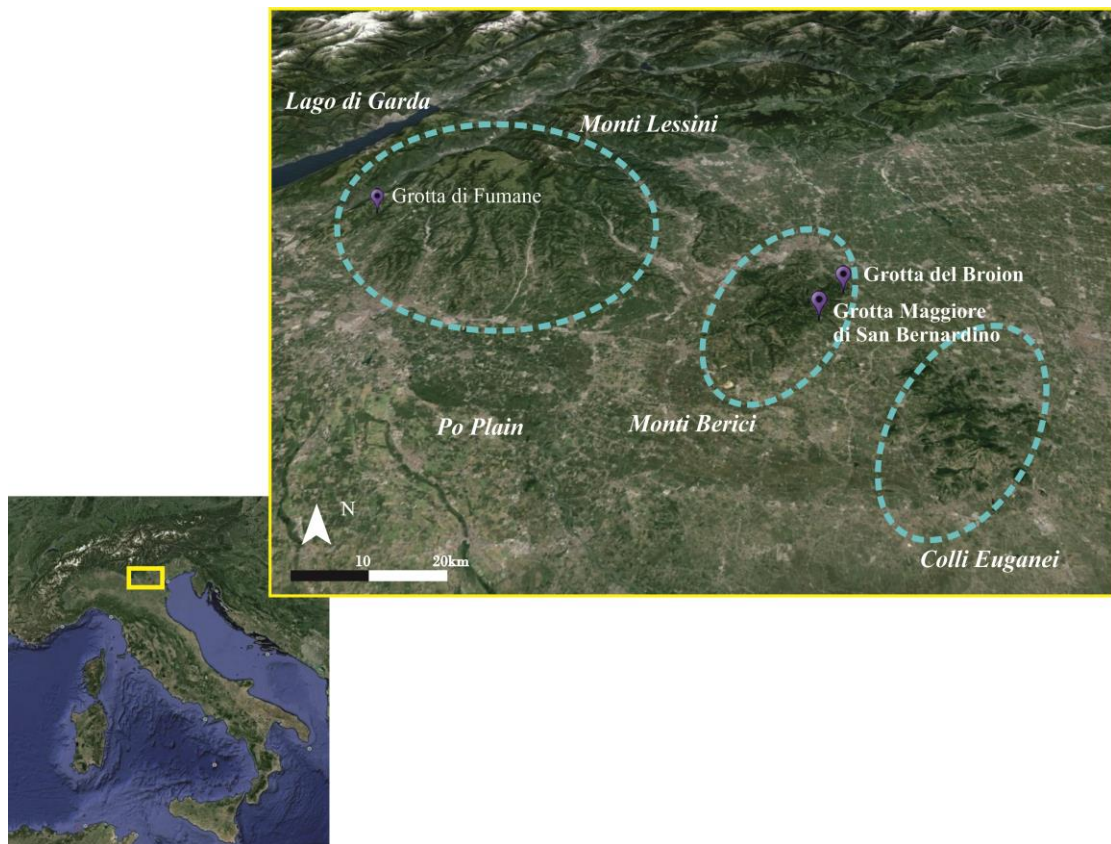 Lago di Garda
Monti Lessini
Grotta di Fumane
Grotta del Broion
Grotta Maggiore
di San Bernardino
Po Plain
Monti Berici
N
10
20km
Colli Euganei